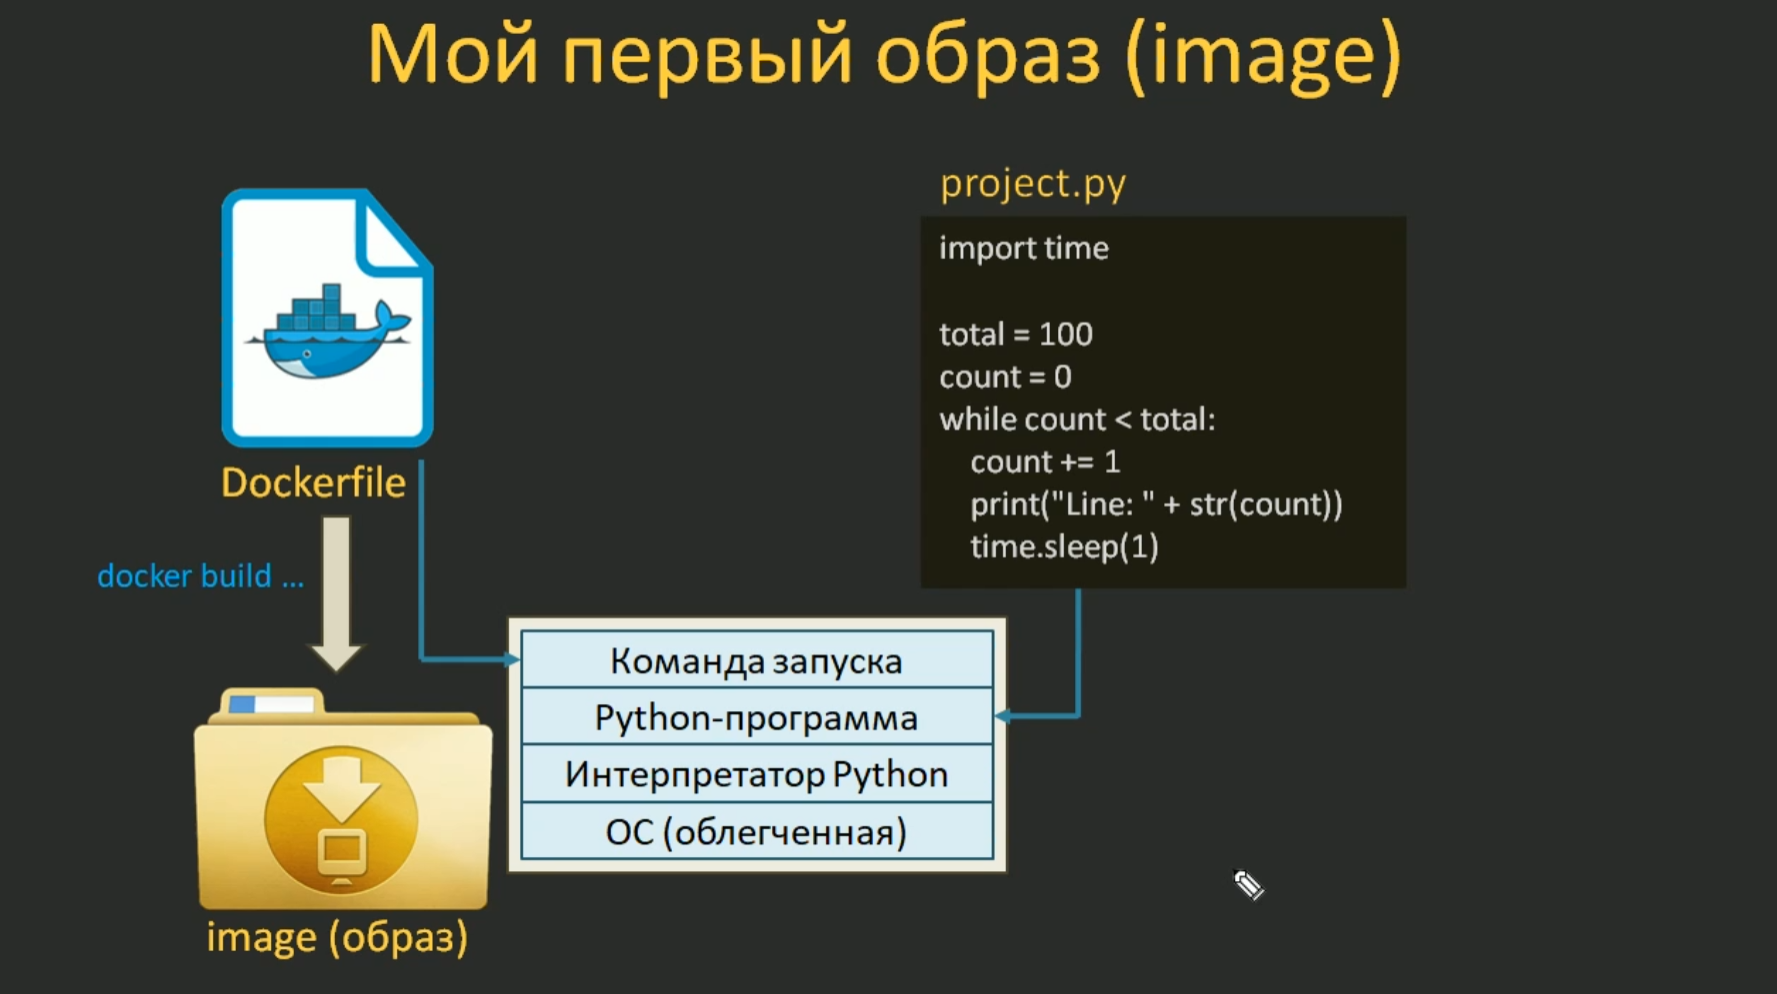 Мой первый образ (image)
project.py
import time
total = 100
count = 0
while count < total:
count += 1
print("Line: " + str(count))
time.sleep(1)
Dockerfile
docker build ...
Команда запуска
Python-программа
Интерпретатор Python
ОС (облегченная)
image (образ)